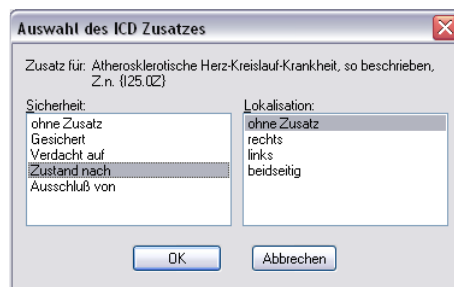 Auswahl des ICD Zusatzes
Zusatz für: Atherosklerotische Herz-Kreislauf-Krankheit, so beschrieben,
Z.n. {I25.0Z}
Sicherheit:
ohne Zusatz
Gesichert
Verdacht auf
Zustand nach
Ausschluß von
Lokalisation:
ohne Zusatz
rechts
links
beidseitig
OK
Abbrechen